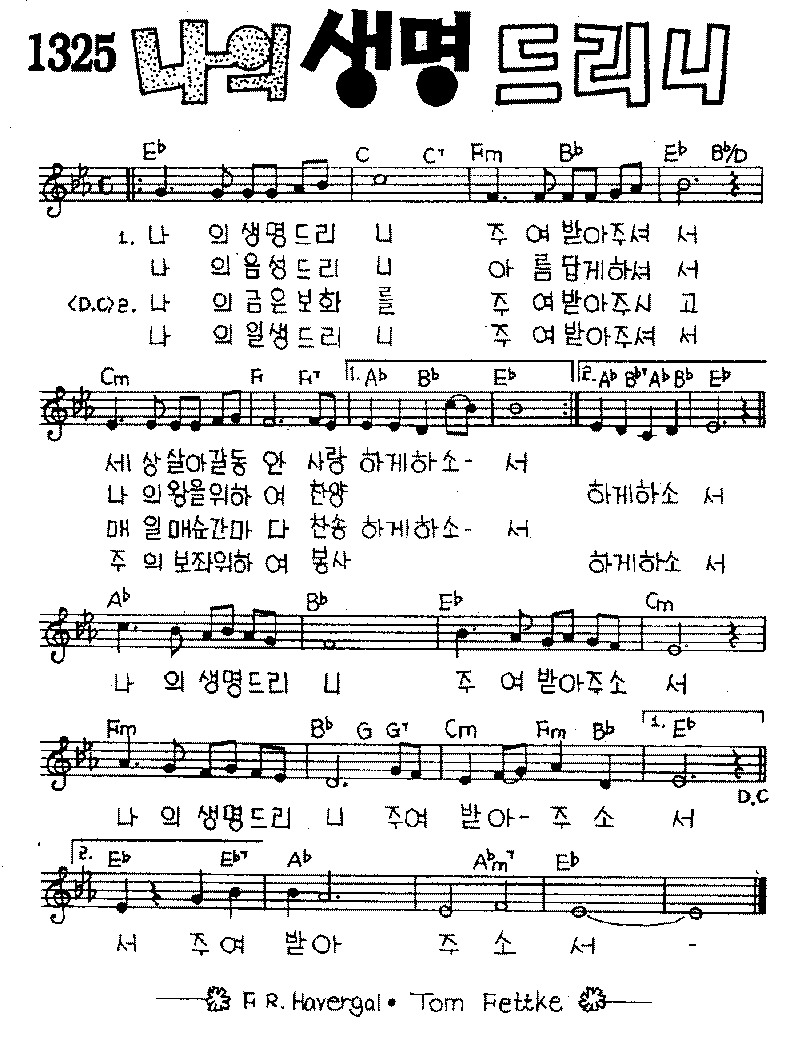 1325 나의 생명 드리니
E♭ C C7 Fm B♭ E♭ B♭/D
1. 나 의 생명 드리 니 주 여 받아주셔 서
나 의 음성 드리 니 아 름답게하셔 서
<D.C>2. 나 의 금은 보화 를 주 여 받아주시 고
나 의 일생 드리 니 주 여 받아주셔 서
Cm F F7 1. A♭ B♭ E♭ 2. A♭ B♭7 A♭ B♭ E♭
세 상 살아갈동 안 사랑 하게하소- 서
나 의 왕을위하 여 찬양 하게하소 서
매 일 매순간마 다 찬송 하게하소- 서
주 의 보좌위하 여 봉사 하게하소 서
A♭ B♭ E♭ Cm
나 의 생명드리 니 주 여 받아주소 서
Fm B♭ G G7 Cm Fm B♭ 1. E♭
D.C
나 의 생명드리 니 주여 받아- 주 소 서
2. E♭ E♭7 A♭ A♭m7 E♭
서 주 여 받 아 주 소 서 -
F R. Havergal • Tom Fettke